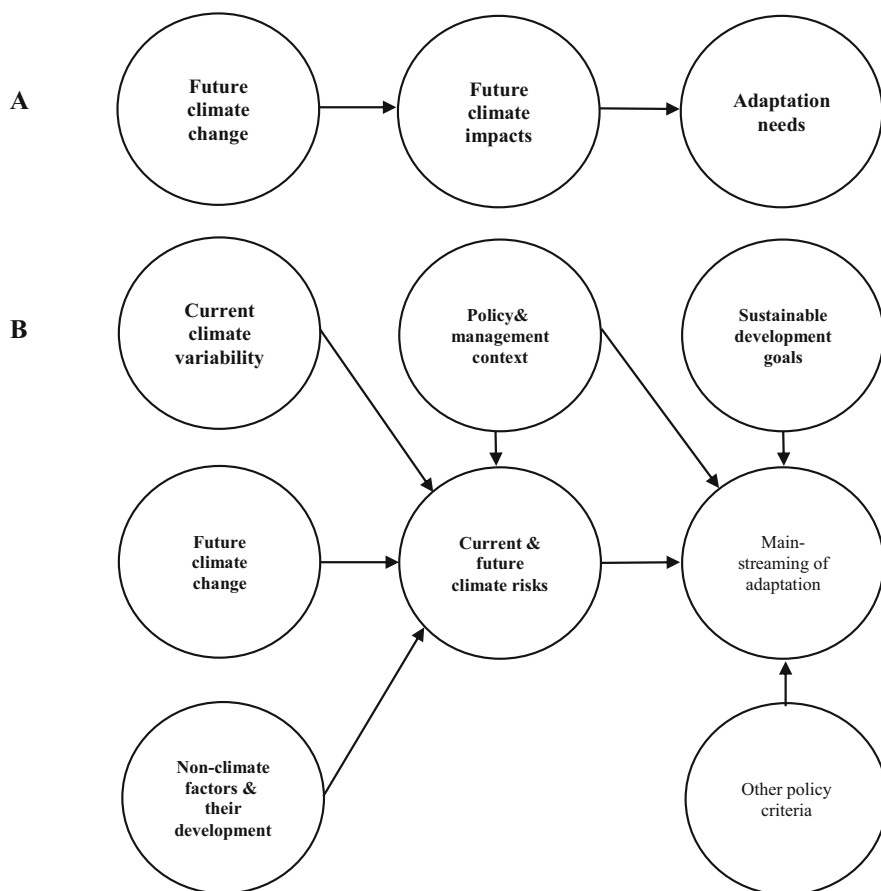 A
Future
climate
change
Future
climate
impacts
Adaptation
needs
B
Current
climate
variability
Policy&
management
context
Sustainable
development
goals
Future
climate
change
Current &
future
climate risks
Main-
streaming of
adaptation
Non-climate
factors &
their
development
Other policy
criteria